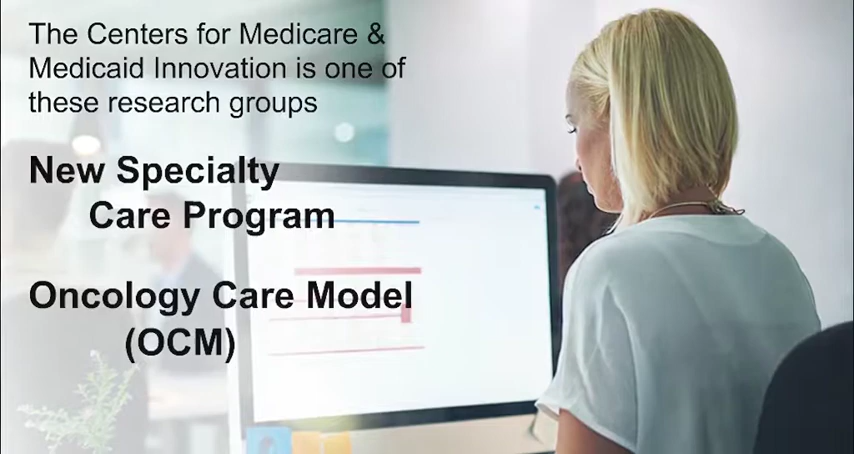 The Centers for Medicare &
Medicaid Innovation is one of
these research groups
New Specialty
Care Program
Oncology Care Model
(OCM)